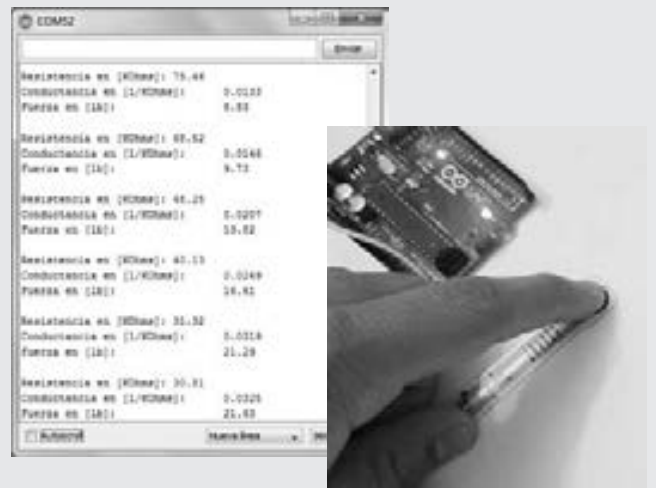 COM52
Enviar
Resistencia en [KOhms]: 75.46
Conductancia en [1/KOhms]: 0.0133
Fuerza en [lb]: 8.83
Resistencia en [KOhms]: 68.62
Conductancia en [1/KOhms]: 0.0146
Fuerza en [lb]: 9.73
Resistencia en [KOhms]: 48.25
Conductancia en [1/KOhms]: 0.0207
Fuerza en [lb]: 13.82
Resistencia en [KOhms]: 40.13
Conductancia en [1/KOhms]: 0.0249
Fuerza en [lb]: 16.61
Resistencia en [KOhms]: 31.32
Conductancia en [1/KOhms]: 0.0319
Fuerza en [lb]: 21.29
Resistencia en [KOhms]: 30.81
Conductancia en [1/KOhms]: 0.0325
Fuerza en [lb]: 21.65
Autoscroll Nueva línea